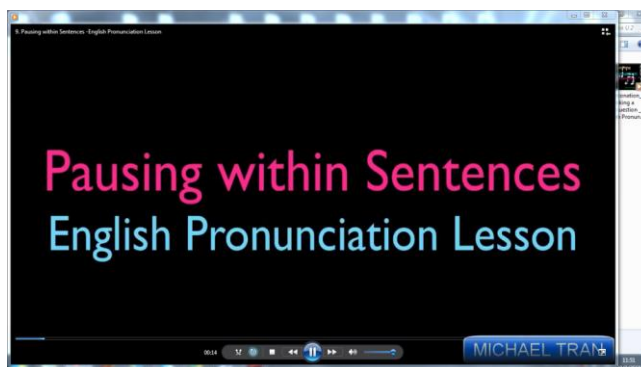 9. Pausing within Sentences -English Pronunciation Lesson
Pausing within Sentences
English Pronunciation Lesson
00:14
MICHAEL TRAN